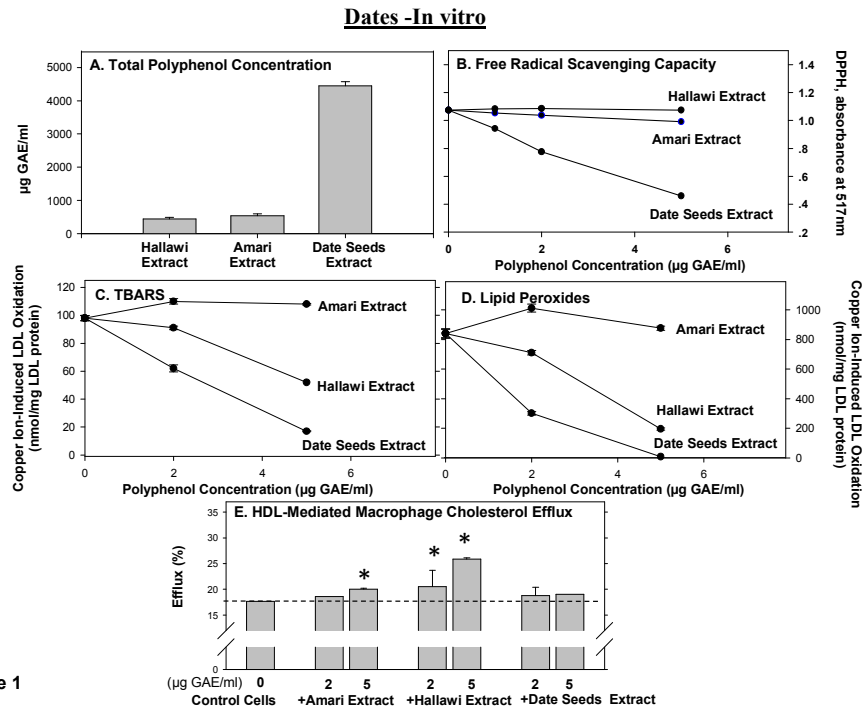 Dates -In vitro
A. Total Polyphenol Concentration
µg GAE/ml
5000
4000
3000
2000
1000
0
Hallawi
Extract
Amari
Extract
Date Seeds
Extract
B. Free Radical Scavenging Capacity
Hallawi Extract
Amari Extract
Date Seeds Extract
1.4
1.2
1.0
.8
.6
.4
.2
DPPH, absorbance at 517nm
0
2
4
6
Polyphenol Concentration (µg GAE/ml)
C. TBARS
Copper Ion-Induced LDL Oxidation
(nmol/mg LDL protein)
120
100
80
60
40
20
0
Amari Extract
Hallawi Extract
Date Seeds Extract
0
2
4
6
Polyphenol Concentration (µg GAE/ml)
D. Lipid Peroxides
Amari Extract
Hallawi Extract
Date Seeds Extract
1000
800
600
400
200
0
Copper Ion-Induced LDL Oxidation
(nmol/mg LDL protein)
0
2
4
6
Polyphenol Concentration (µg GAE/ml)
E. HDL-Mediated Macrophage Cholesterol Efflux
Efflux (%)
35
30
25
20
15
0
*
*
*
(µg GAE/ml) 0 2 5 2 5 2 5
Control Cells +Amari Extract +Hallawi Extract +Date Seeds Extract
e 1